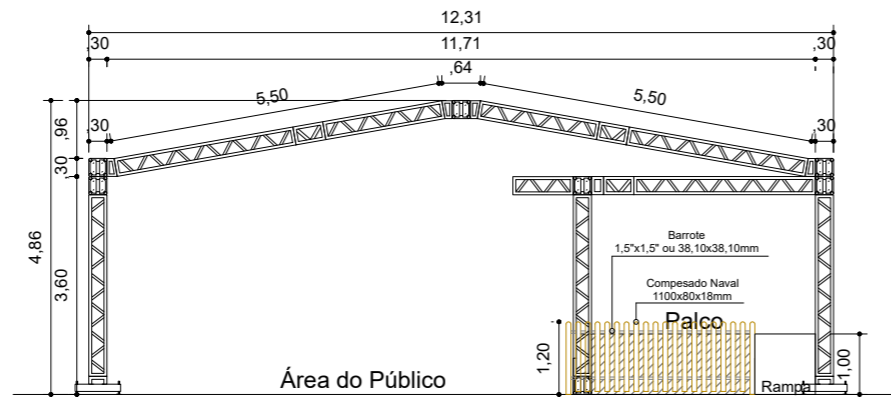 12,31
,30
11,71
,30
,64
5,50
5,50
,96
,30
,30
,30
4,86
3,60
Barrote
1,5"x1,5" ou 38,10x38,10mm
Compesado Naval
1100x80x18mm
Palco
1,20
1,00
Área do Público
Rampa